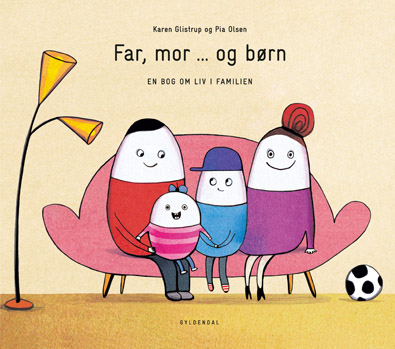 Karen Glistrup og Pia Olsen
Far, mor ... og børn
EN BOG OM LIV I FAMILIEN
GYLDENDAL